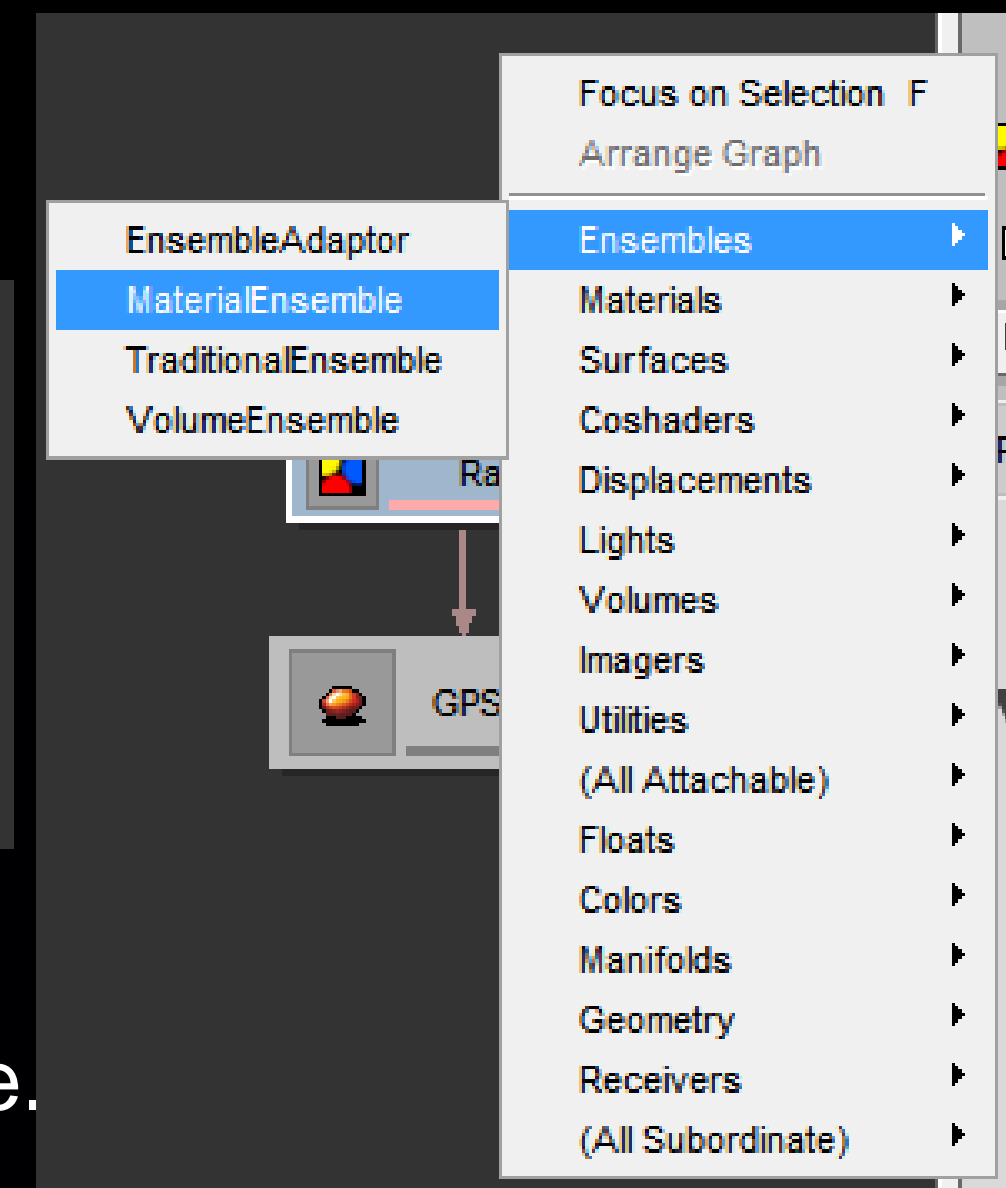 Focus on Selection F
Arrange Graph
Ensembles
Materials
Surfaces
Coshaders
Displacements
Lights
Volumes
Imagers
Utilities
(All Attachable)
Floats
Colors
Manifolds
Geometry
Receivers
(All Subordinate)
EnsembleAdaptor
MaterialEnsemble
TraditionalEnsemble
VolumeEnsemble
Ra
GPS
e.